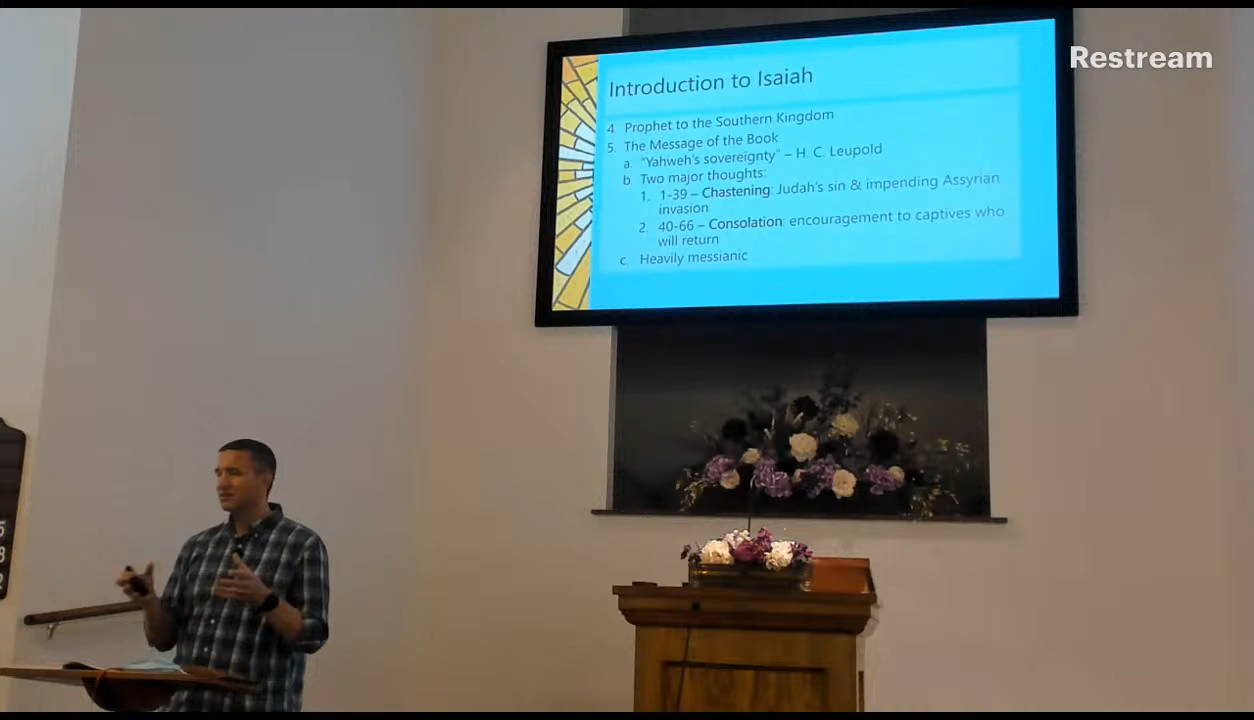 Restream
Introduction to Isaiah
4. Prophet to the Southern Kingdom
5. The Message of the Book
a. "Yahweh's sovereignty" – H. C. Leupold
b. Two major thoughts:
1. 1-39 – Chastening: Judah's sin & impending Assyrian
invasion
2. 40-66 – Consolation: encouragement to captives who
will return
c. Heavily messianic